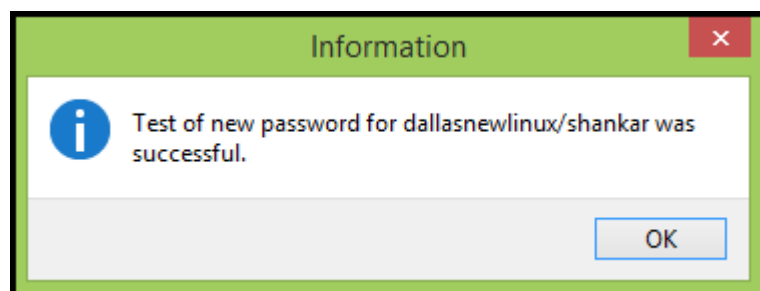 Information
Test of new password for dallasnewlinux/shankar was
successful.
OK